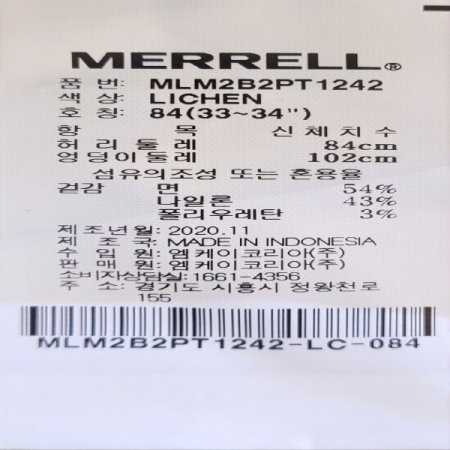 MERRELL®
품 번: MLM2B2PT1242
색 상: LICHEN
호 칭: 84(33~34")
항 목 신체치수
허리둘레 84cm
엉덩이둘레 102cm
섬유의조성 또는 혼용율
겉감 면 54%
나일론 43%
폴리우레탄 3%
제조년월: 2020.11
제 조 국: MADE IN INDONESIA
수 입 원: 엠케이코리아(주)
판 매 원: 엠케이코리아(주)
소비자상담실: 1661-4356
주 소: 경기도 시흥시 정왕천로
155
MLM2B2PT1242-LC-084